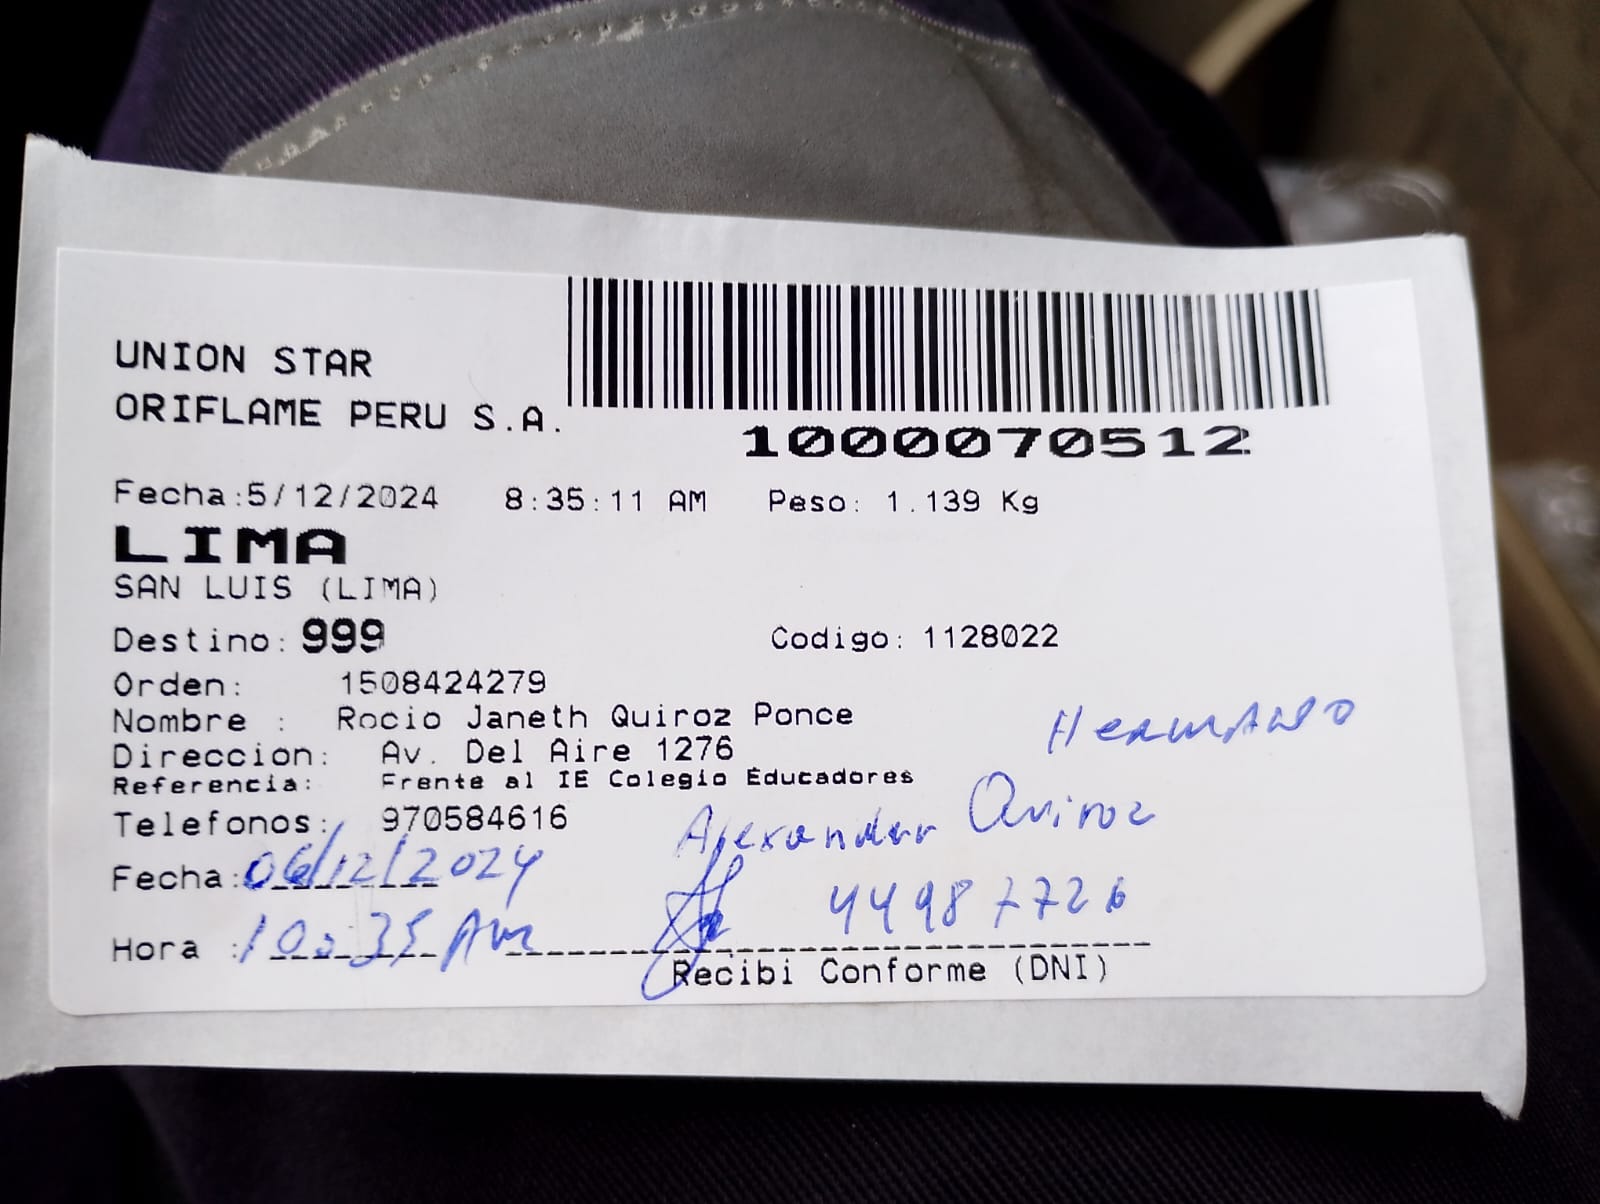 UNION STAR
ORIFLAME PERU S.A.
1000070512
Fecha:5/12/2024 8:35:11 AM Peso: 1.139 Kg
LIMA
SAN LUIS (LIMA)
Destino: 999 Codigo: 1128022
Orden: 1508424279
Nombre : Rocio Janeth Quiroz Ponce
Hermano
Direccion: Av. Del Aire 1276
Referencia: Frente al IE Colegio Educadores
Telefonos: 970584616
Alexander Quiroz
Fecha: 06/12/2024
44987726
Hora : 10:35 Am
Recibi Conforme (DNI)